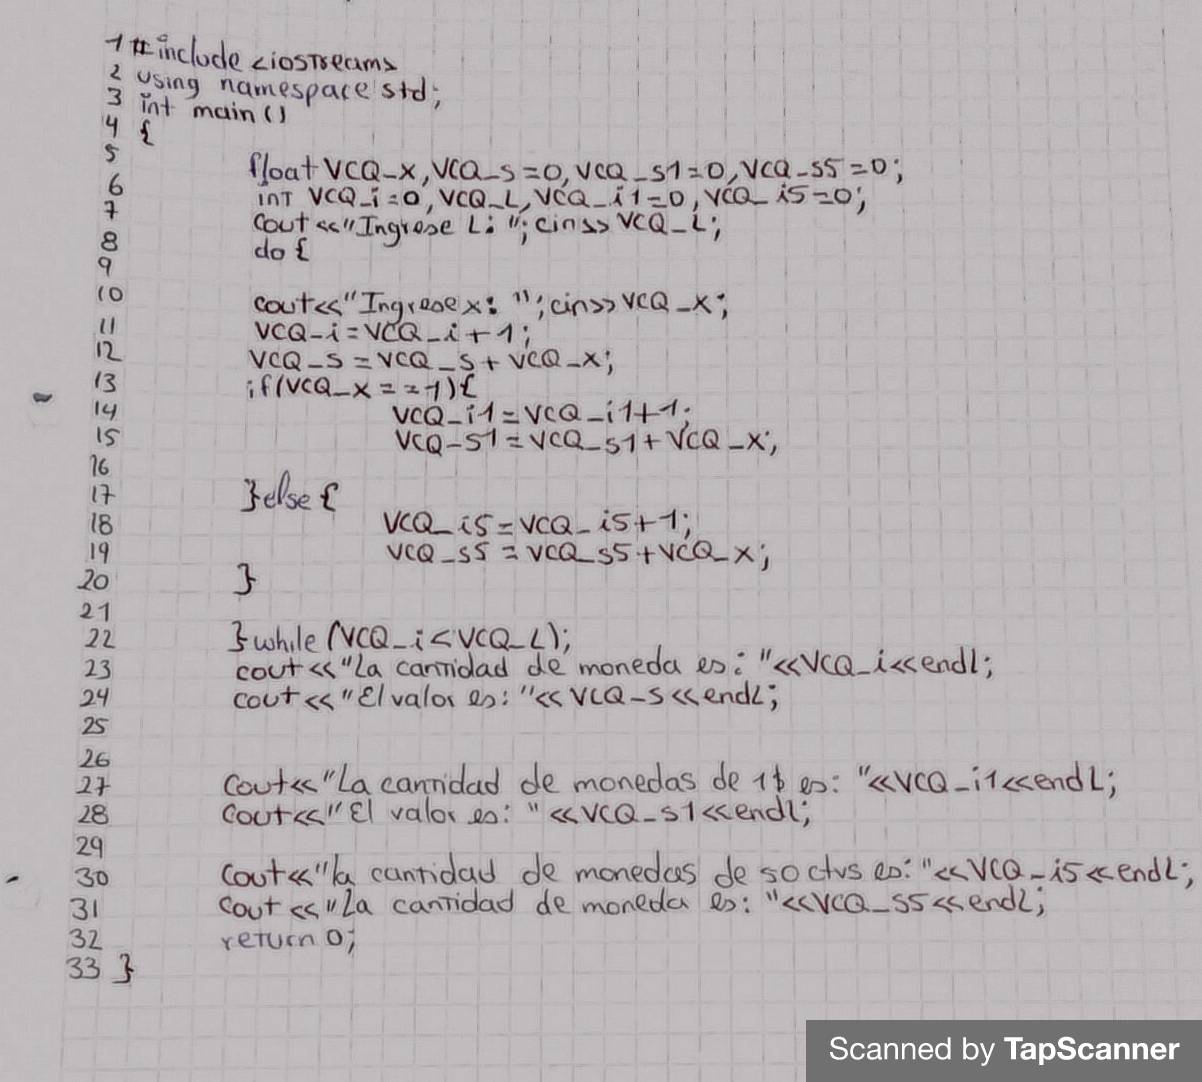 1 #include <iostream>
2 using namespace std;
3 int main()
4 {
5
float VCQ_x, VCQ_s=0, VCQ_s1=0, VCQ_s5=0;
6 int VCQ_i=0, VCQ_L, VCQ_i1=0, VCQ_i5=0;
7 cout<<"Ingrese L: "; cin>> VCQ_L;
8 do {
9
10 cout<<"Ingrese x: "; cin>> VCQ_x;
11 VCQ_i=VCQ_i+1;
12 VCQ_s=VCQ_s+VCQ_x;
13 if(VCQ_x==1){
14 VCQ_i1=VCQ_i1+1;
15 VCQ_s1=VCQ_s1+VCQ_x;
16
17 }else {
18 VCQ_i5=VCQ_i5+1;
19 VCQ_s5=VCQ_s5+VCQ_x;
20 }
21
22 }while (VCQ_i<VCQ_L);
23 cout<<"La cantidad de moneda es: "<<VCQ_i<<endl;
24 cout<<"El valor es: "<<VCQ_s<<endL;
25
26
27 Cout<<"La cantidad de monedas de 1$ es: "<<VCQ_i1<<endL;
28 Cout<<"El valor es: "<<VCQ_s1<<endl;
29
30 Cout<<"la cantidad de monedas de 50 ctvs es: "<<VCQ_i5<<endL;
31 Cout<<"La cantidad de moneda es: "<<VCQ_s5<<endL;
32 return 0;
33 }
Scanned by TapScanner